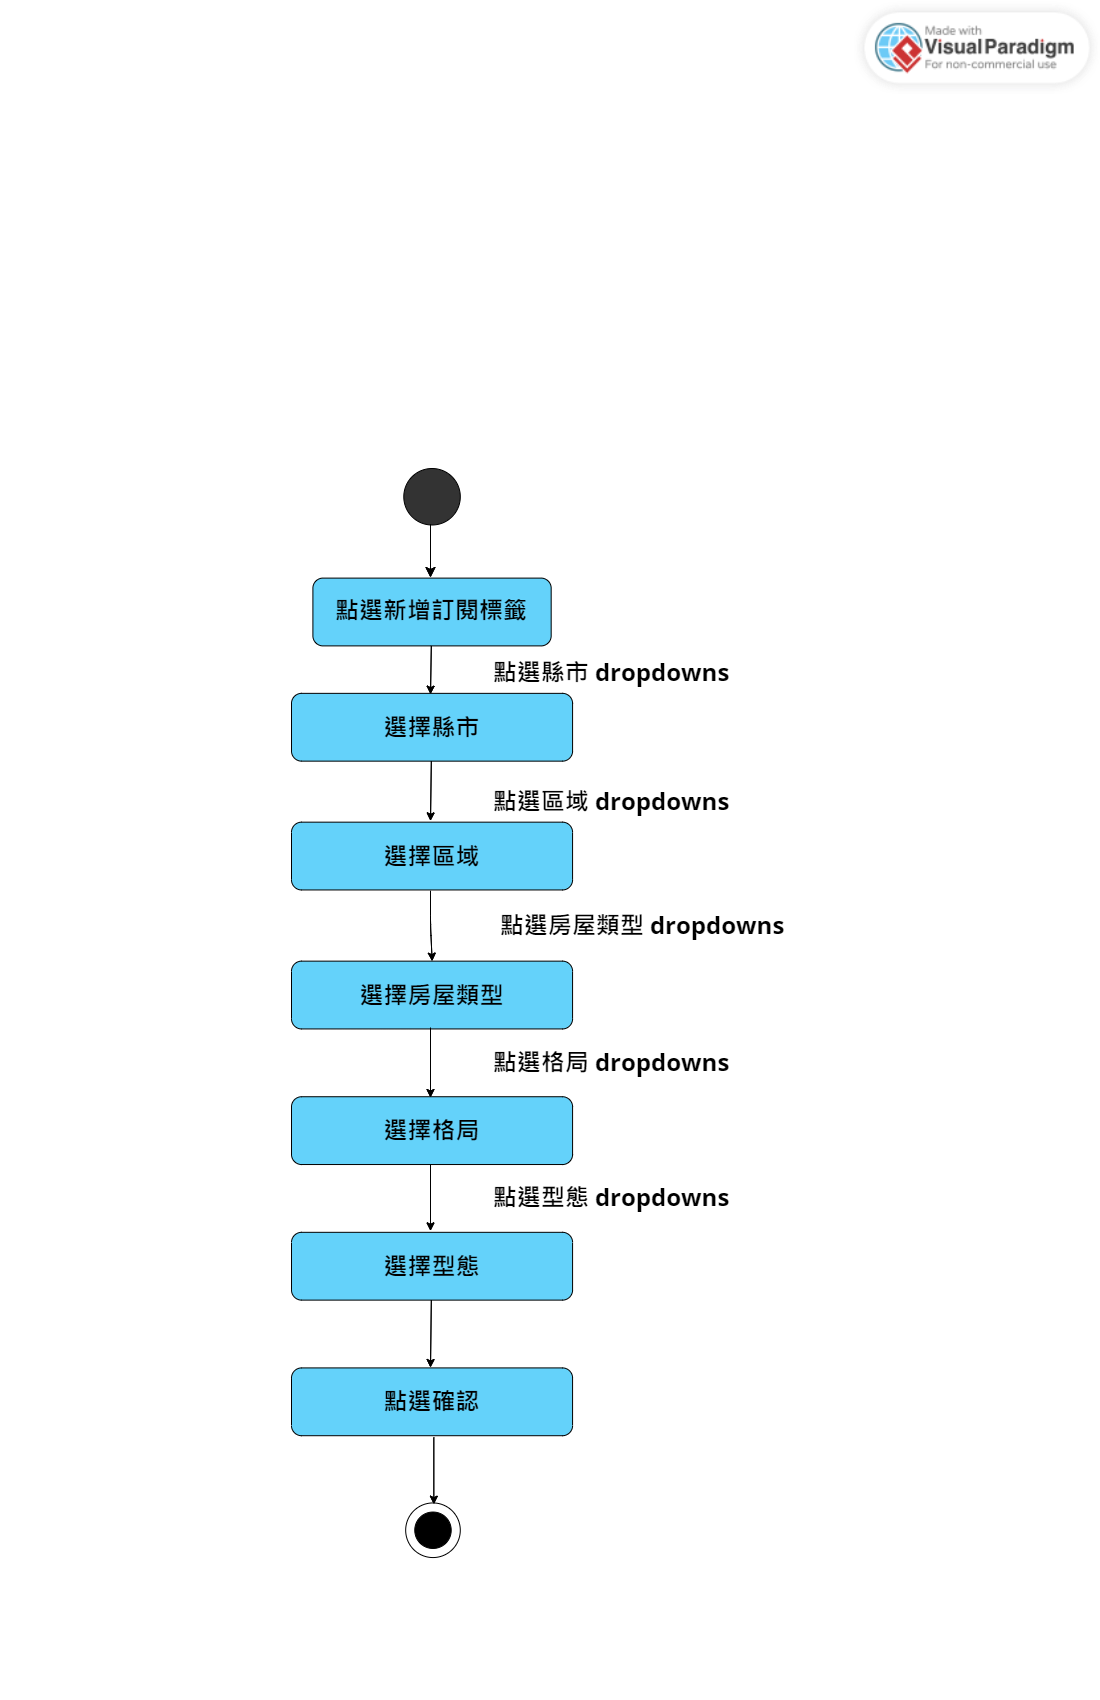 Made with
Visual Paradigm
For non-commercial use
點選新增訂閱標籤
點選縣市 dropdowns
選擇縣市
點選區域 dropdowns
選擇區域
點選房屋類型 dropdowns
選擇房屋類型
點選格局 dropdowns
選擇格局
點選型態 dropdowns
選擇型態
點選確認